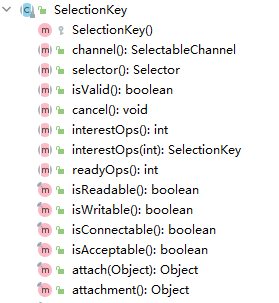 SelectionKey
SelectionKey()
channel(): SelectableChannel
selector(): Selector
isValid(): boolean
cancel(): void
interestOps(): int
interestOps(int): SelectionKey
readyOps(): int
isReadable(): boolean
isWritable(): boolean
isConnectable(): boolean
isAcceptable(): boolean
attach(Object): Object
attachment(): Object